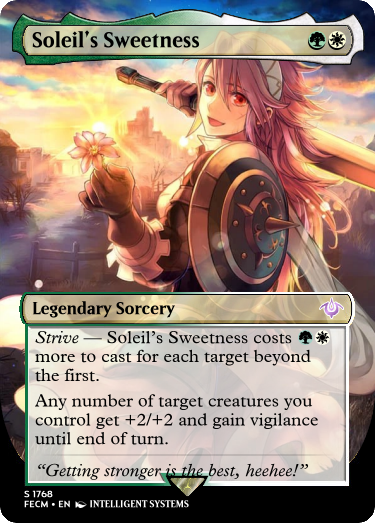 Soleil's Sweetness
Legendary Sorcery
Strive — Soleil's Sweetness costs
more to cast for each target beyond
the first.
Any number of target creatures you
control get +2/+2 and gain vigilance
until end of turn.
“Getting stronger is the best, heehee!”
S 1768
FECM • EN INTELLIGENT SYSTEMS